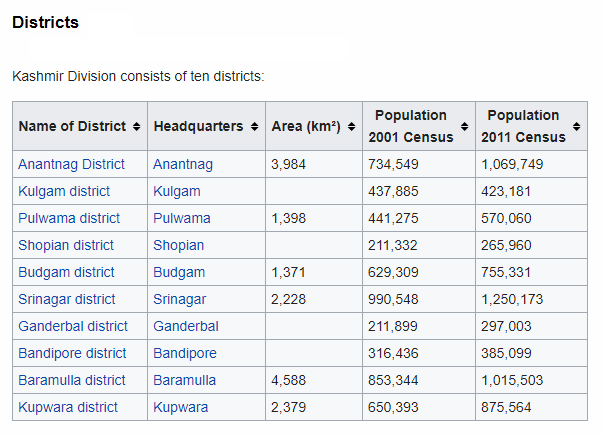 Districts
Kashmir Division consists of ten districts:
Name of District Headquarters Area (km²) Population 2001 Census Population 2011 Census
Anantnag District Anantnag 3,984 734,549 1,069,749
Kulgam district Kulgam 437,885 423,181
Pulwama district Pulwama 1,398 441,275 570,060
Shopian district Shopian 211,332 265,960
Budgam district Budgam 1,371 629,309 755,331
Srinagar district Srinagar 2,228 990,548 1,250,173
Ganderbal district Ganderbal 211,899 297,003
Bandipore district Bandipore 316,436 385,099
Baramulla district Baramulla 4,588 853,344 1,015,503
Kupwara district Kupwara 2,379 650,393 875,564